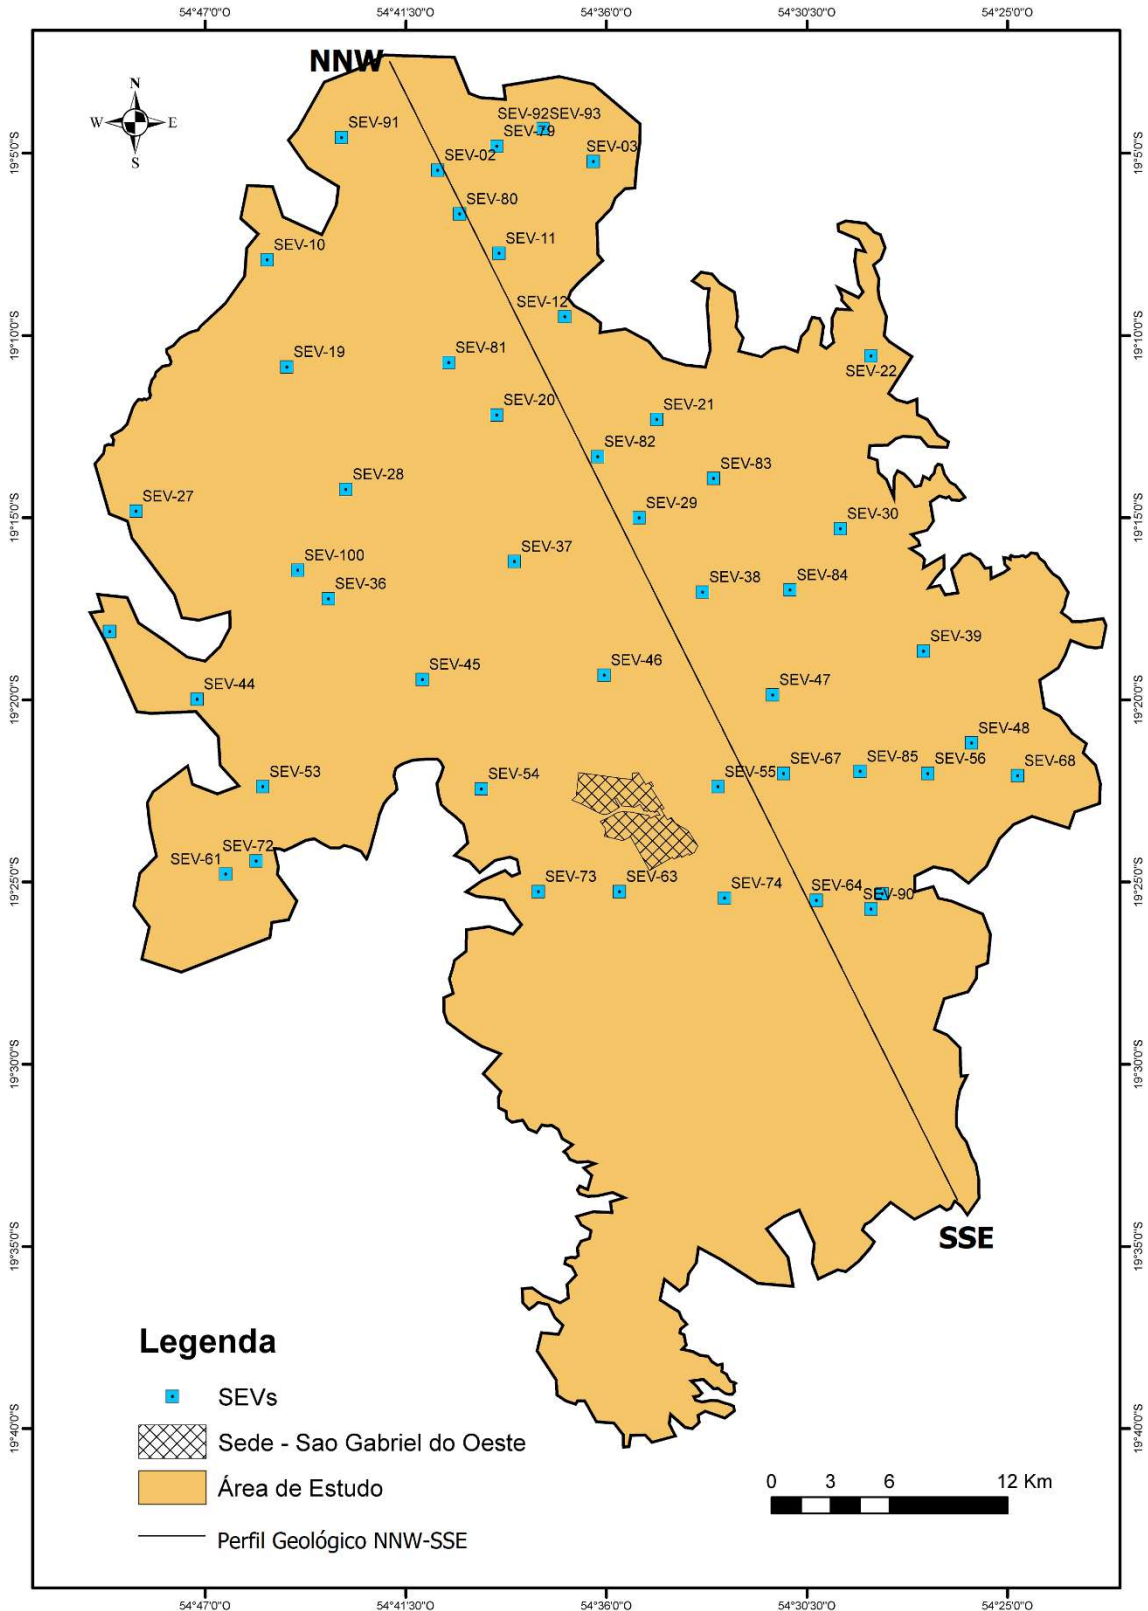 54°47'0"O 54°41'30"O 54°36'0"O 54°30'30"O 54°25'0"O
NNW
N
W E
S
SEV-92 SEV-93
SEV-91
SEV-79
SEV-02
SEV-03
19°5'0"S 19°5'0"S
SEV-80
SEV-11
SEV-10
SEV-12
19°10'0"S 19°10'0"S
SEV-81
SEV-19
SEV-22
SEV-20
SEV-21
SEV-82
SEV-83
SEV-28
SEV-27
SEV-29
19°15'0"S 19°15'0"S
SEV-30
SEV-37
SEV-100
SEV-36
SEV-38
SEV-84
SEV-39
SEV-45
SEV-46
SEV-44
SEV-47
19°20'0"S 19°20'0"S
SEV-48
SEV-53
SEV-54
SEV-55
SEV-67
SEV-85
SEV-56
SEV-68
SEV-72
SEV-61
19°25'0"S 19°25'0"S
SEV-73
SEV-63
SEV-74
SEV-64
SEV-90
19°30'0"S 19°30'0"S
SSE
19°35'0"S 19°35'0"S
Legenda
SEVs
19°40'0"S 19°40'0"S
Sede - Sao Gabriel do Oeste
Área de Estudo
Perfil Geológico NNW-SSE
0 3 6 12 Km
54°47'0"O 54°41'30"O 54°36'0"O 54°30'30"O 54°25'0"O